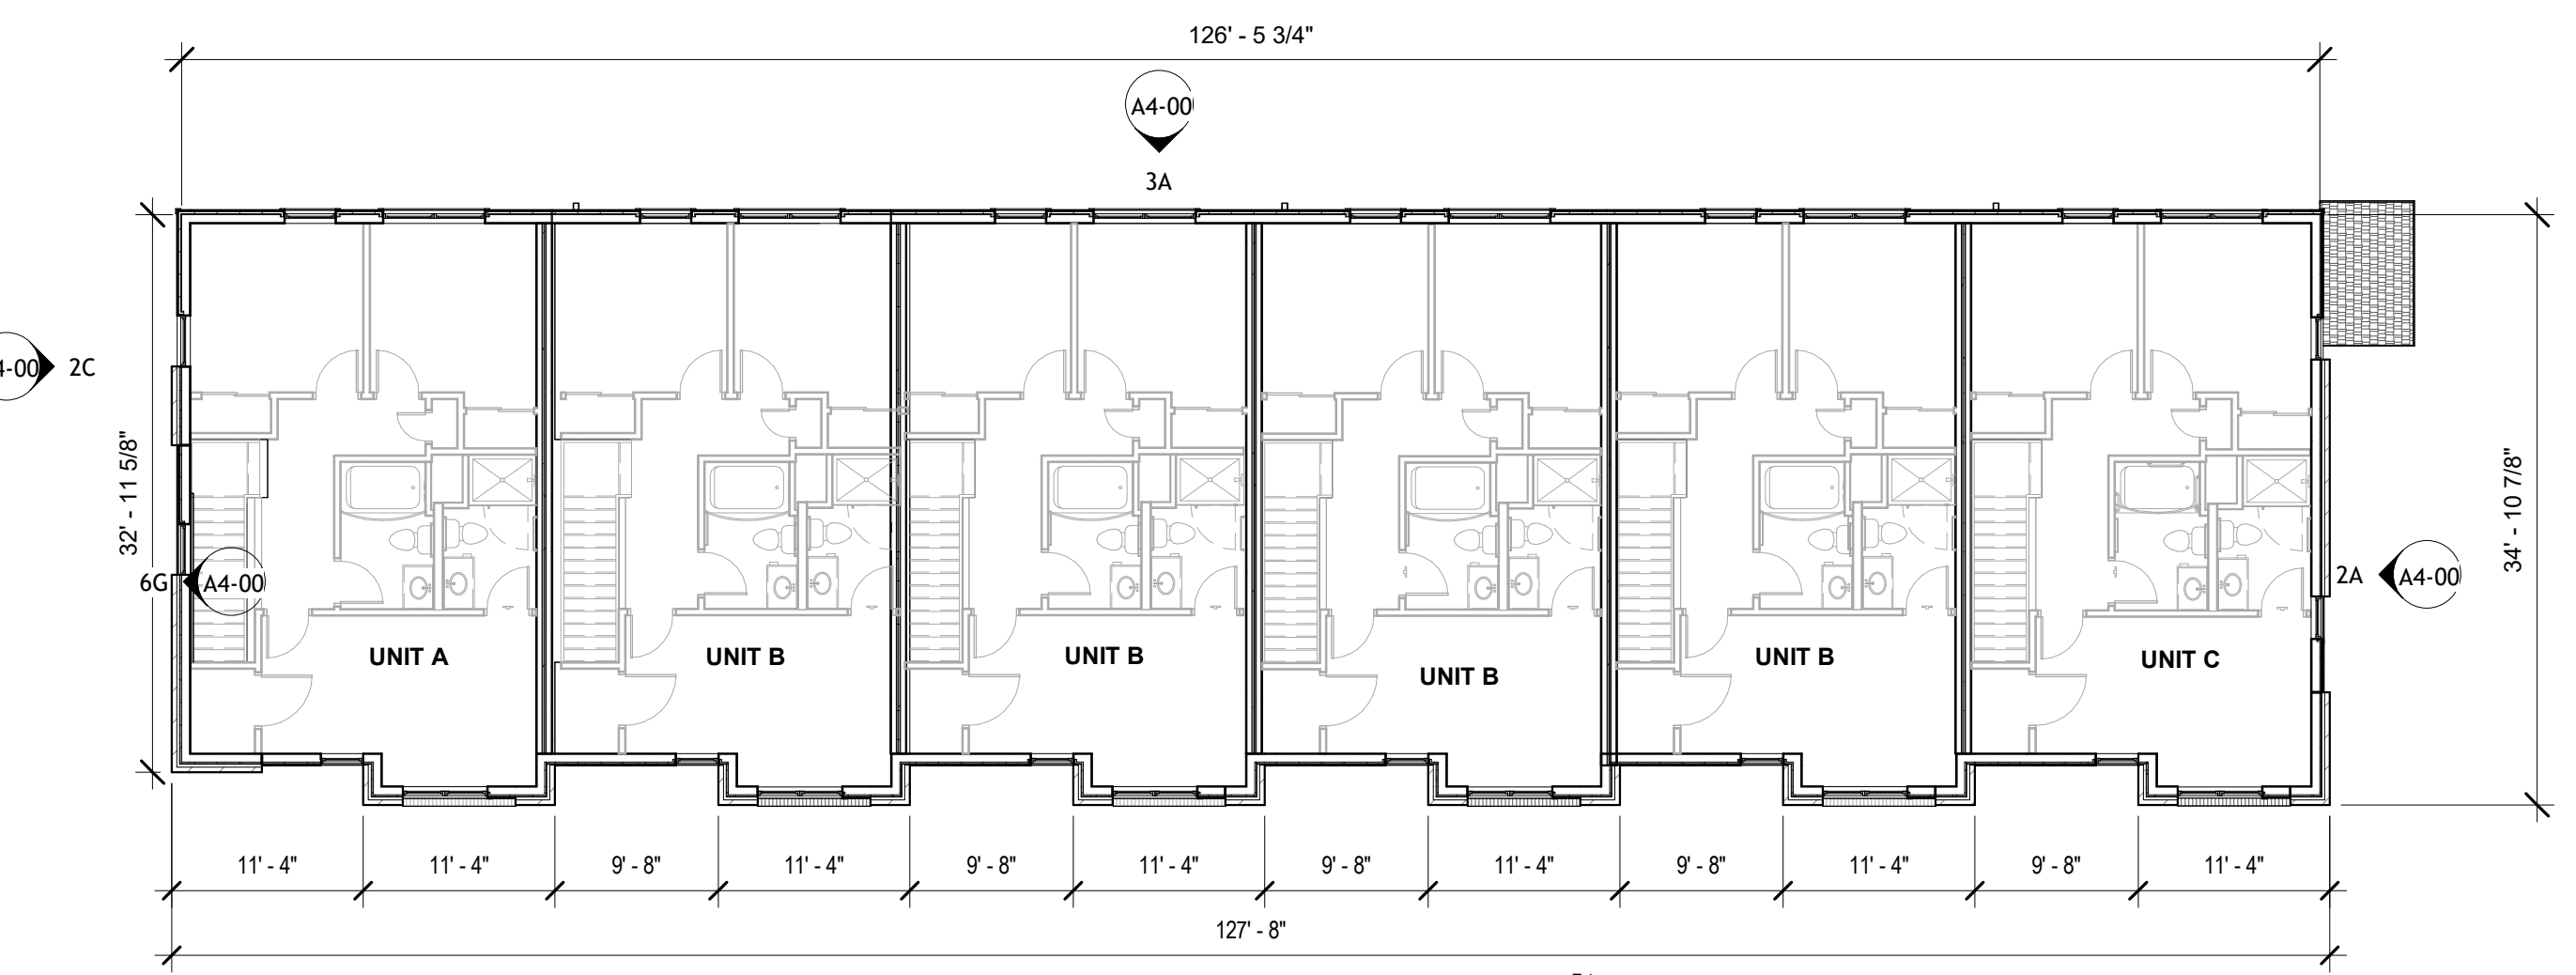 126' - 5 3/4"
A4-00
3A
4-00
2C
32' - 11 5/8"
34' - 10 7/8"
6G
A4-00
2A
A4-00
UNIT A
UNIT B
UNIT B
UNIT B
UNIT B
UNIT C
11' - 4"
11' - 4"
9' - 8"
11' - 4"
9' - 8"
11' - 4"
9' - 8"
11' - 4"
9' - 8"
11' - 4"
9' - 8"
11' - 4"
127' - 8"